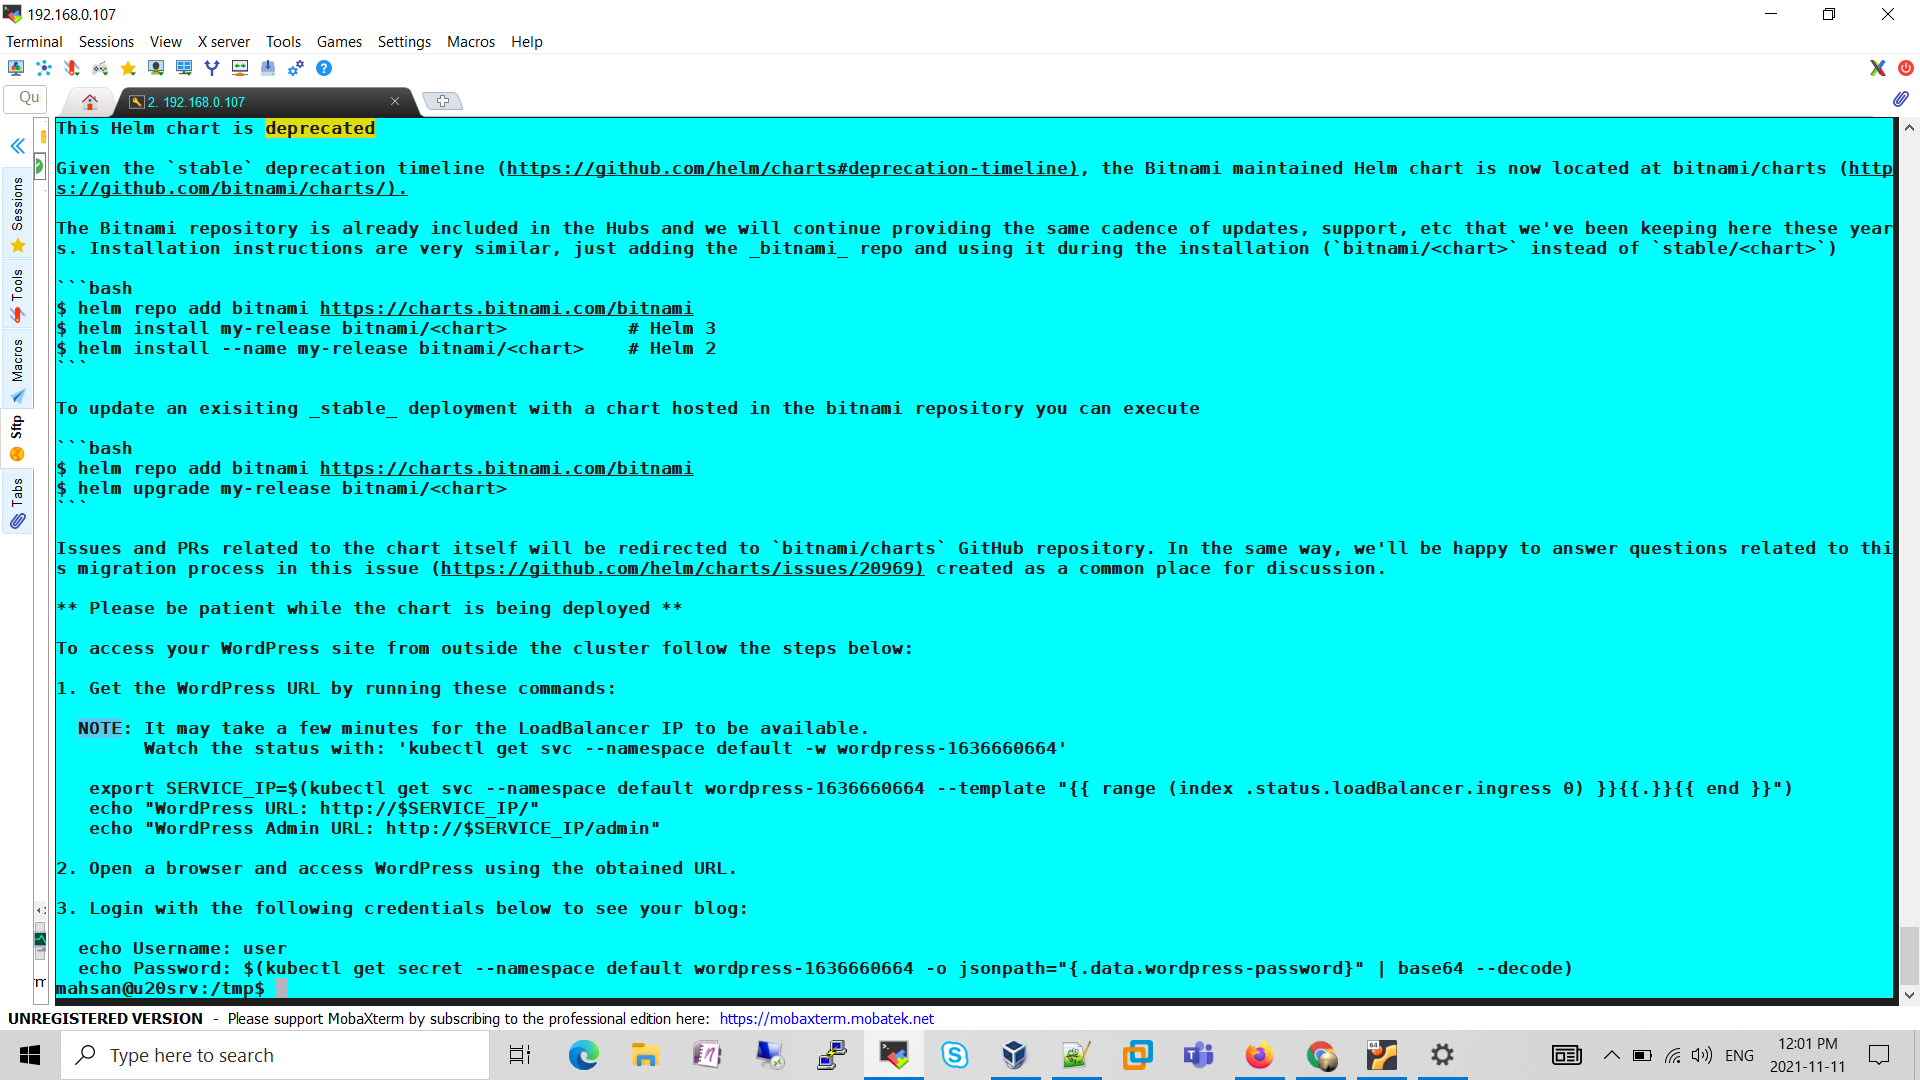 192.168.0.107
Terminal Sessions View X server Tools Games Settings Macros Help
Qu
2. 192.168.0.107
Sessions
Tools
Macros
Sftp
Tabs
This Helm chart is deprecated
Given the `stable` deprecation timeline (https://github.com/helm/charts#deprecation-timeline), the Bitnami maintained Helm chart is now located at bitnami/charts (http
s://github.com/bitnami/charts/).
The Bitnami repository is already included in the Hubs and we will continue providing the same cadence of updates, support, etc that we've been keeping here these year
s. Installation instructions are very similar, just adding the _bitnami_ repo and using it during the installation (`bitnami/<chart>` instead of `stable/<chart>`)
```bash
$ helm repo add bitnami https://charts.bitnami.com/bitnami
$ helm install my-release bitnami/<chart>           # Helm 3
$ helm install --name my-release bitnami/<chart>    # Helm 2
```
To update an exisiting _stable_ deployment with a chart hosted in the bitnami repository you can execute
```bash
$ helm repo add bitnami https://charts.bitnami.com/bitnami
$ helm upgrade my-release bitnami/<chart>
```
Issues and PRs related to the chart itself will be redirected to `bitnami/charts` GitHub repository. In the same way, we'll be happy to answer questions related to thi
s migration process in this issue (https://github.com/helm/charts/issues/20969) created as a common place for discussion.
** Please be patient while the chart is being deployed **
To access your WordPress site from outside the cluster follow the steps below:
1. Get the WordPress URL by running these commands:
NOTE: It may take a few minutes for the LoadBalancer IP to be available.
Watch the status with: 'kubectl get svc --namespace default -w wordpress-1636660664'
export SERVICE_IP=$(kubectl get svc --namespace default wordpress-1636660664 --template "{{ range (index .status.loadBalancer.ingress 0) }}{{.}}{{ end }}")
echo "WordPress URL: http://$SERVICE_IP/"
echo "WordPress Admin URL: http://$SERVICE_IP/admin"
2. Open a browser and access WordPress using the obtained URL.
3. Login with the following credentials below to see your blog:
echo Username: user
echo Password: $(kubectl get secret --namespace default wordpress-1636660664 -o jsonpath="{.data.wordpress-password}" | base64 --decode)
mahsan@u20srv:/tmp$
UNREGISTERED VERSION - Please support MobaXterm by subscribing to the professional edition here: https://mobaxterm.mobatek.net
Type here to search
ENG
12:01 PM
2021-11-11